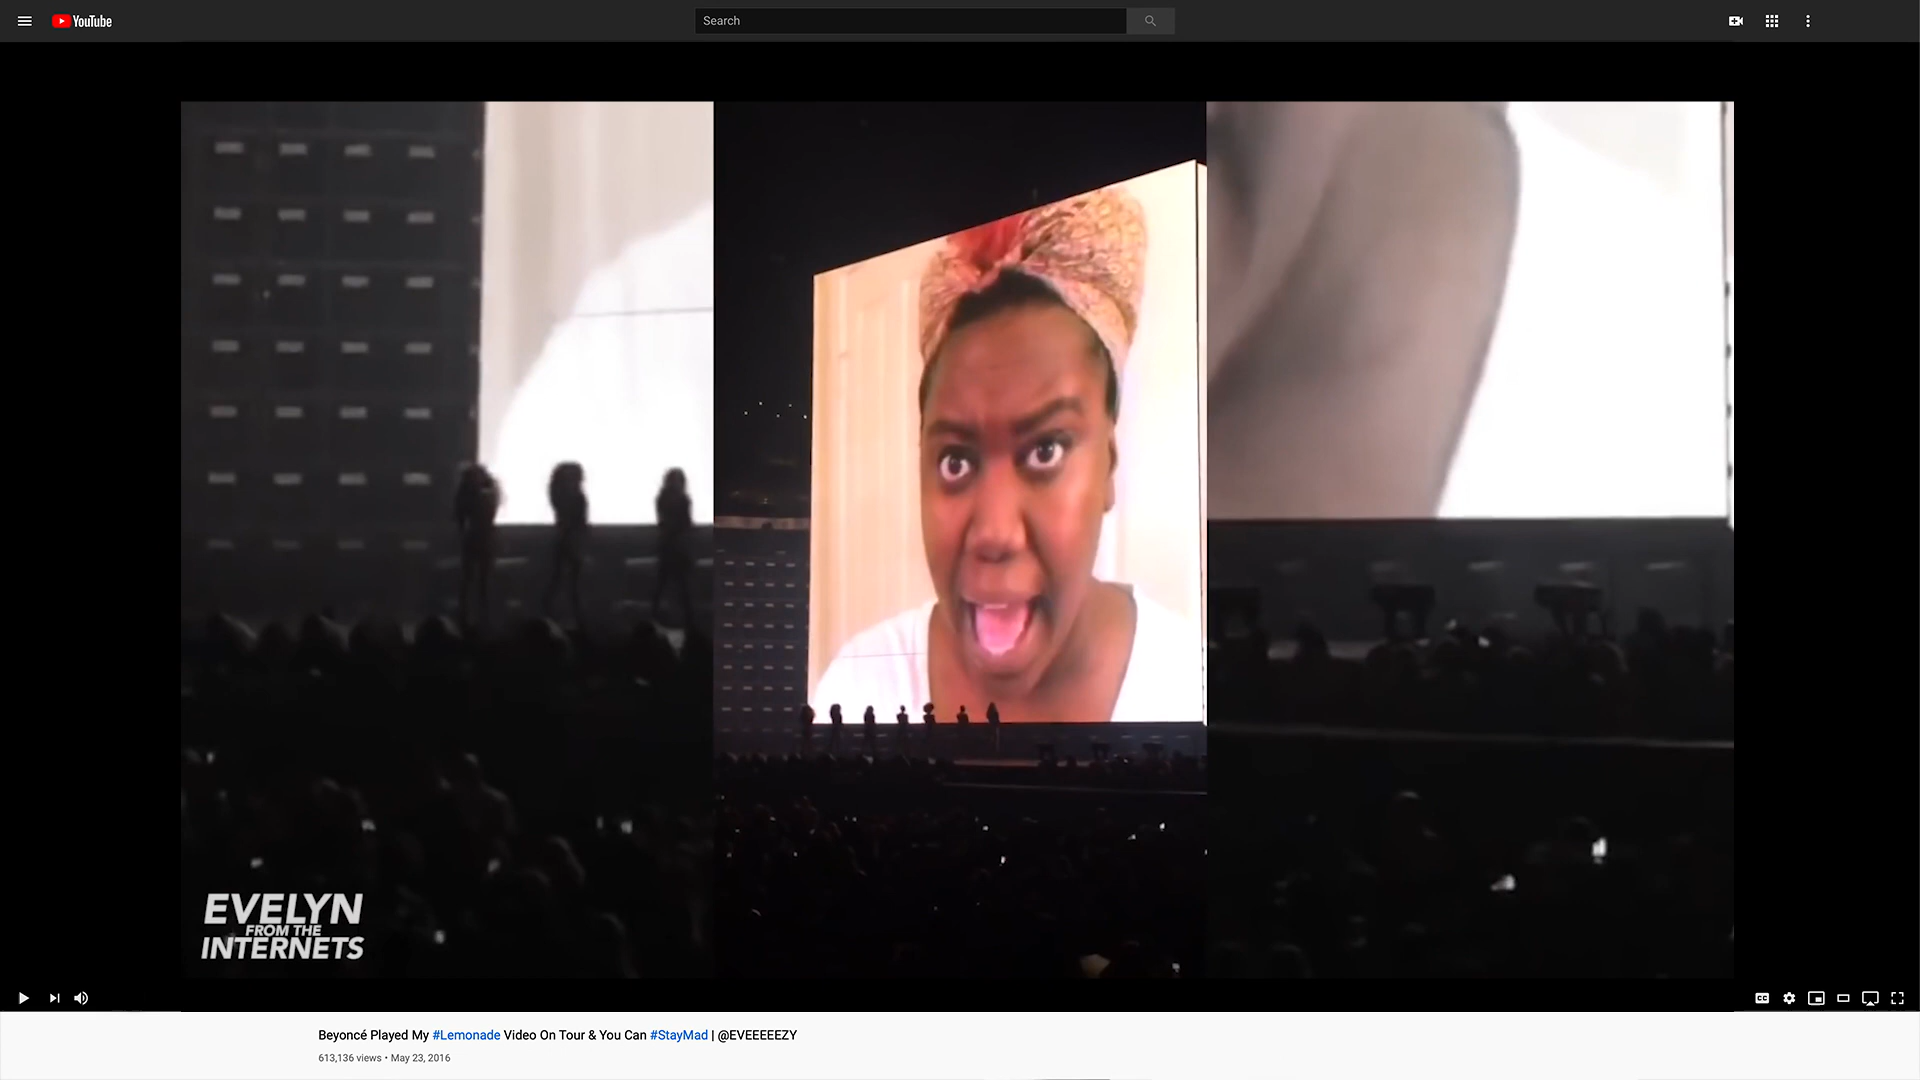 YouTube
Search
EVELYN
FROM THE
INTERNETS
CC
Beyoncé Played My #Lemonade Video On Tour & You Can #StayMad | @EVEEEEEZY
613,136 views • May 23, 2016